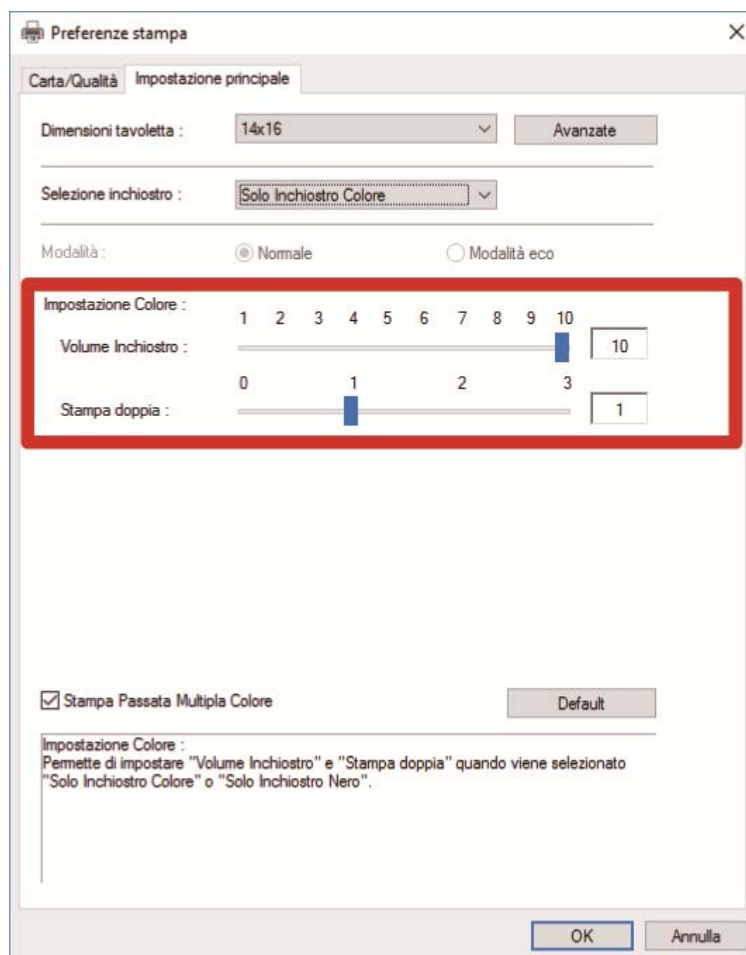 Preferenze stampa
Carta/Qualità Impostazione principale
Dimensioni tavoletta : 14x16 Avanzate
Selezione inchiostro : Solo Inchiostro Colore
Modalità : Normale Modalità eco
Impostazione Colore :
1 2 3 4 5 6 7 8 9 10
Volume Inchiostro : 10
0 1 2 3
Stampa doppia : 1
Stampa Passata Multipla Colore Default
Impostazione Colore :
Permette di impostare "Volume Inchiostro" e "Stampa doppia" quando viene selezionato
"Solo Inchiostro Colore" o "Solo Inchiostro Nero".
OK Annulla